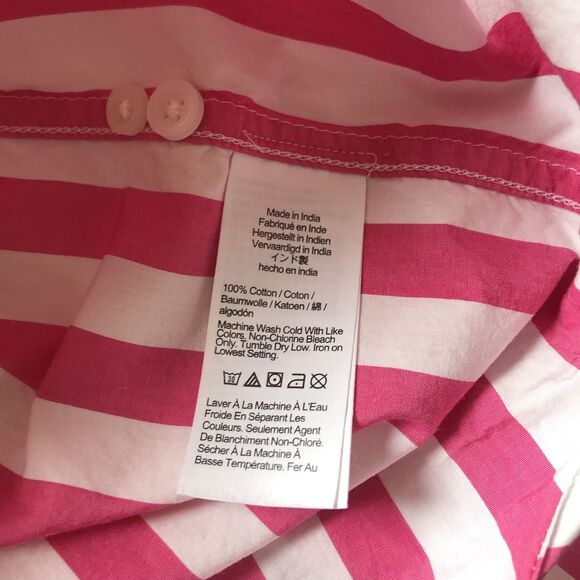 Made in India
Fabriqué en Inde
Hergestellt in Indien
Vervaardigd in India
インド製
hecho en india
100% Cotton / Coton /
Baumwolle / Katoen / 綿 /
algodón
Machine Wash Cold With Like
Colors, Non-Chlorine Bleach
Only. Tumble Dry Low. Iron on
Lowest Setting.
30
Laver À La Machine À L'Eau
Froide En Séparant Les
Couleurs. Seulement Agent
De Blanchiment Non-Chloré.
Sécher À La Machine À
Basse Température. Fer Au